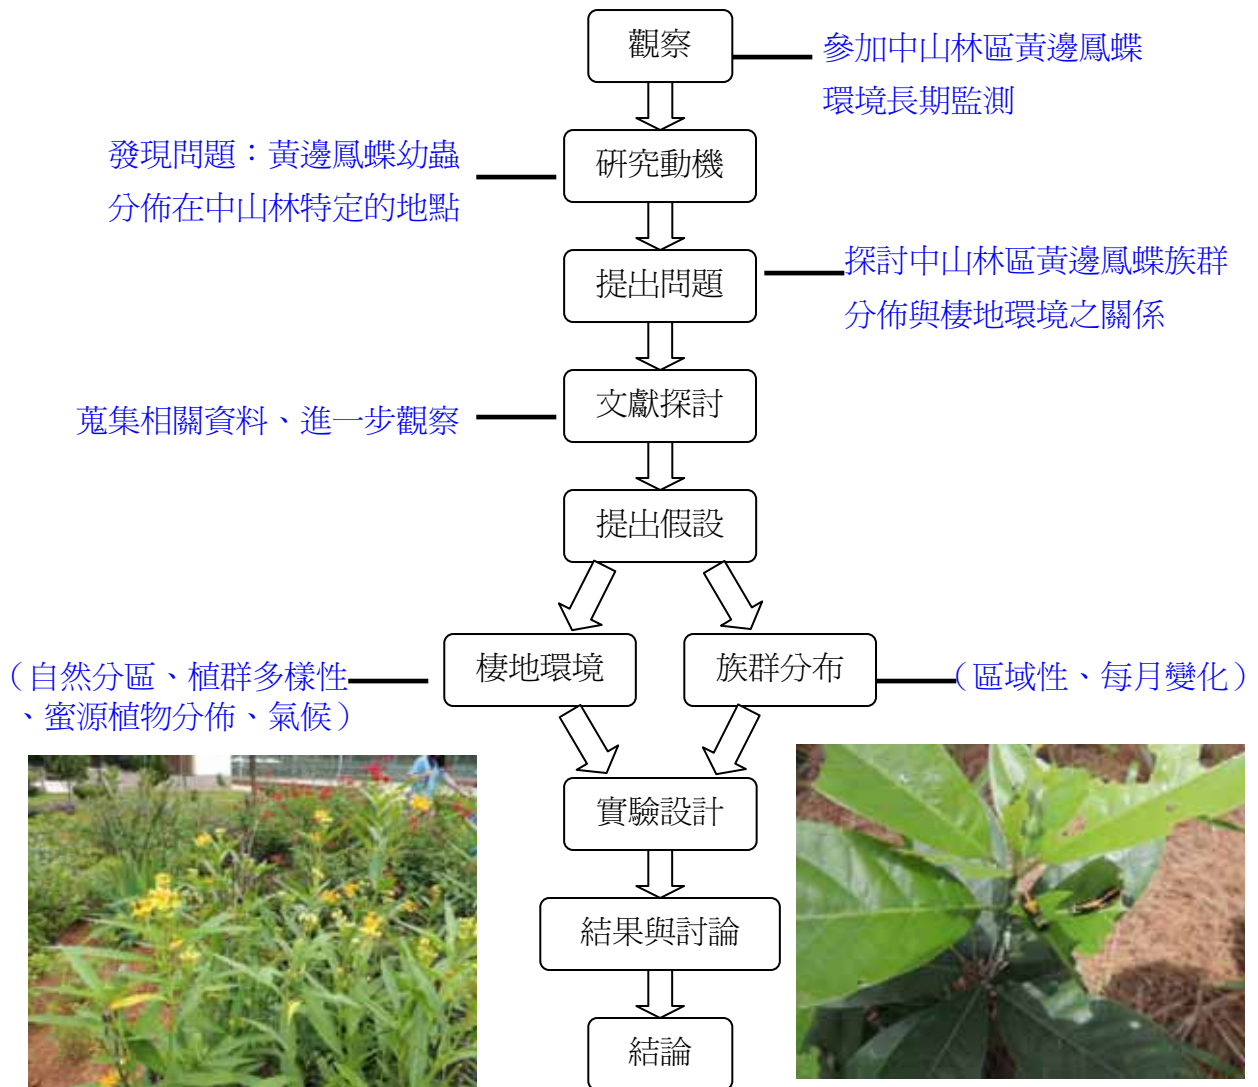 觀察
參加中山林區黃邊鳳蝶
環境長期監測
發現問題：黃邊鳳蝶幼蟲
分佈在中山林特定的地點
研究動機
提出問題
探討中山林區黃邊鳳蝶族群
分佈與棲地環境之關係
文獻探討
蒐集相關資料、進一步觀察
提出假設
棲地環境
（自然分區、植群多樣性
、蜜源植物分佈、氣候）
族群分布
（區域性、每月變化）
實驗設計
結果與討論
結論